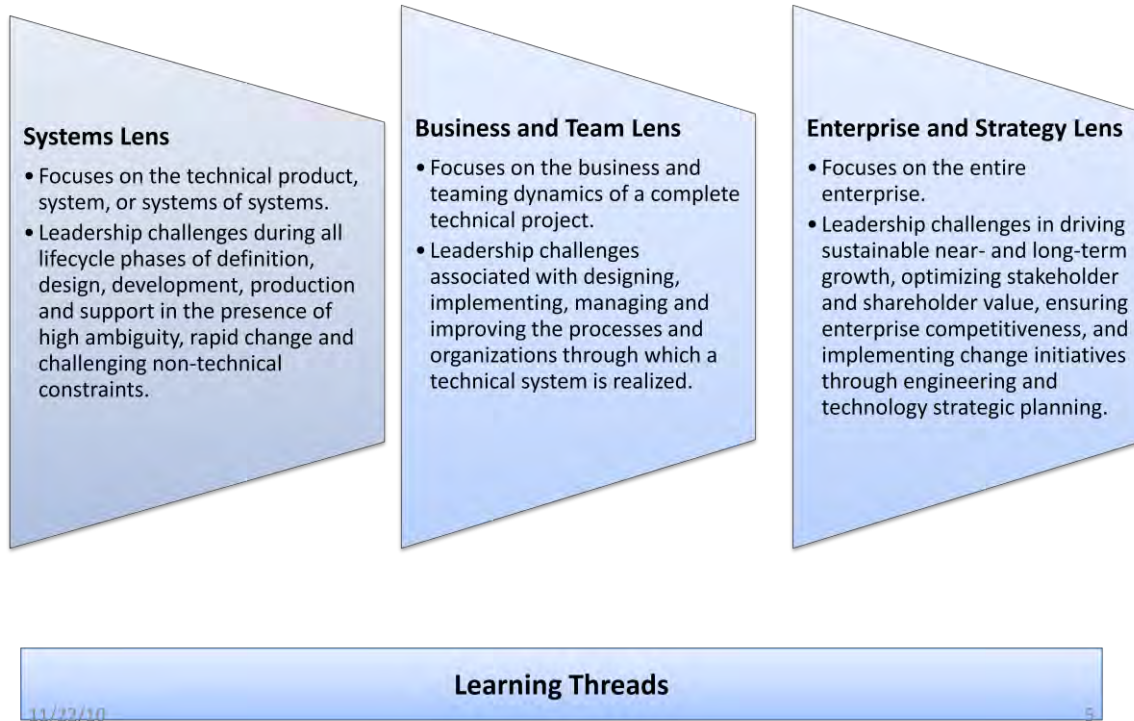 Systems Lens
• Focuses on the technical product,
system, or systems of systems.
• Leadership challenges during all
lifecycle phases of definition,
design, development, production
and support in the presence of
high ambiguity, rapid change and
challenging non-technical
constraints.
Business and Team Lens
• Focuses on the business and
teaming dynamics of a complete
technical project.
• Leadership challenges
associated with designing,
implementing, managing and
improving the processes and
organizations through which a
technical system is realized.
Enterprise and Strategy Lens
• Focuses on the entire
enterprise.
• Leadership challenges in driving
sustainable near- and long-term
growth, optimizing stakeholder
and shareholder value, ensuring
enterprise competitiveness, and
implementing change initiatives
through engineering and
technology strategic planning.
Learning Threads
11/22/10
5